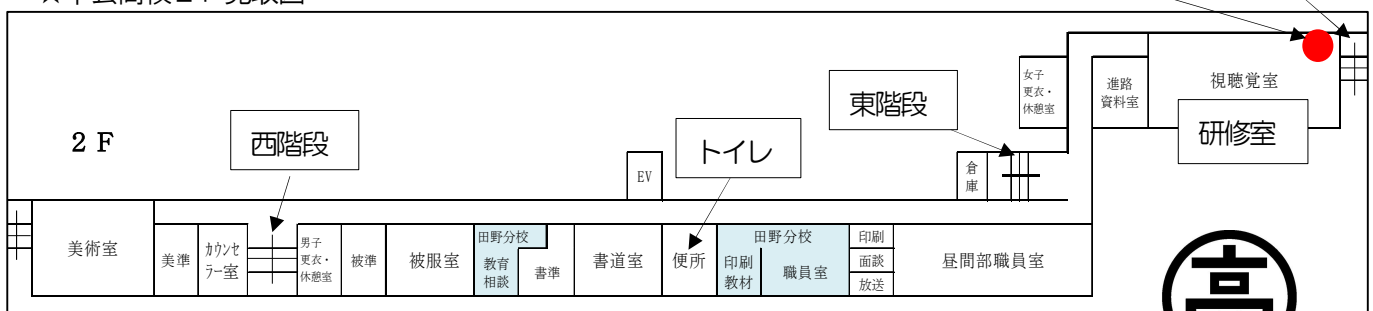 ２Ｆ
西階段
トイレ
東階段
研修室
女子
更衣・
休憩室
進路
資料室
視聴覚室
EV
倉
庫
美術室
美準
カウンセ
ラー室
男子
更衣・
休憩室
被準
被服室
田野分校
教育
相談
書準
書道室
便所
田野分校
印刷
教材
職員室
印刷
面談
放送
昼間部職員室
高